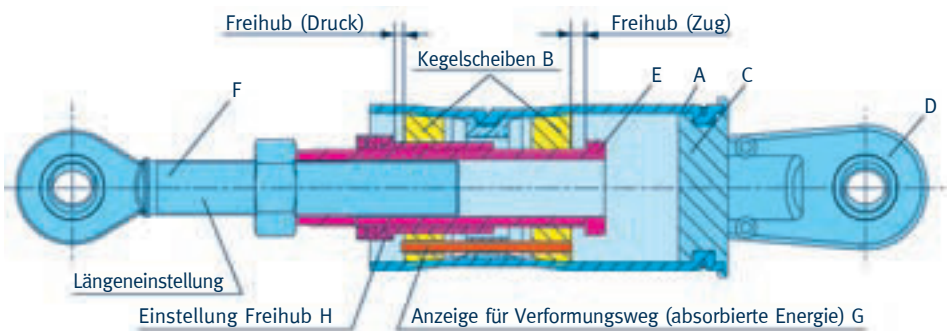 Freihub (Druck)
Freihub (Zug)
Kegelscheiben B
F
E
A
C
D
Längeneinstellung
Einstellung Freihub H
Anzeige für Verformungsweg (absorbierte Energie) G